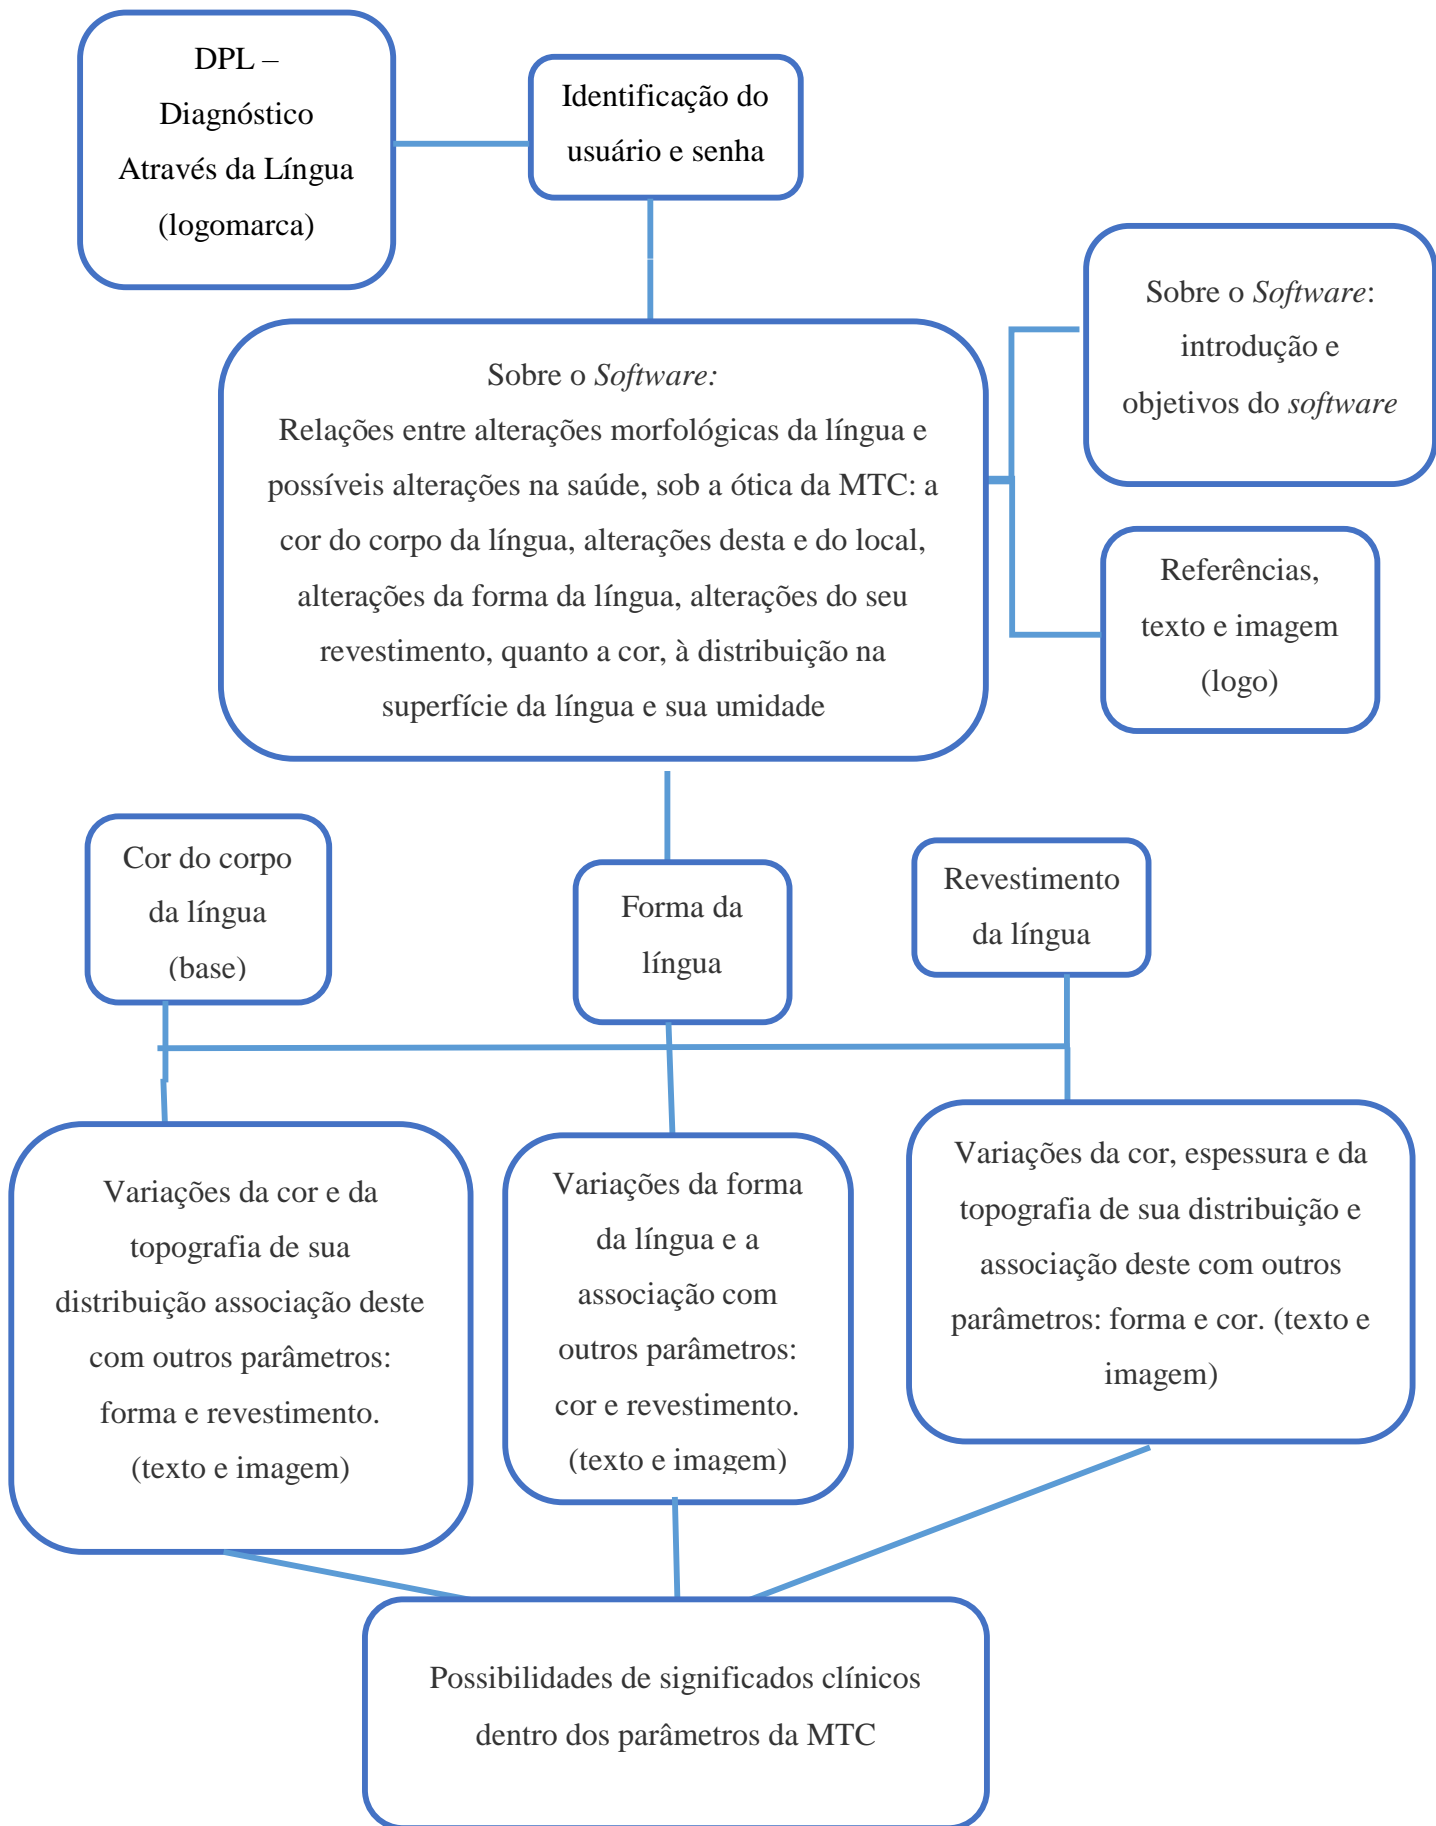 DPL –
Diagnóstico
Através da Língua
(logomarca)
Identificação do
usuário e senha
Sobre o Software:
introdução e
objetivos do software
Sobre o Software:
Relações entre alterações morfológicas da língua e
possíveis alterações na saúde, sob a ótica da MTC: a
cor do corpo da língua, alterações desta e do local,
alterações da forma da língua, alterações do seu
revestimento, quanto a cor, à distribuição na
superfície da língua e sua umidade
Referências,
texto e imagem
(logo)
Cor do corpo
da língua
(base)
Forma da
língua
Revestimento
da língua
Variações da cor e da
topografia de sua
distribuição associação deste
com outros parâmetros:
forma e revestimento.
(texto e imagem)
Variações da forma
da língua e a
associação com
outros parâmetros:
cor e revestimento.
(texto e imagem)
Variações da cor, espessura e da
topografia de sua distribuição e
associação deste com outros
parâmetros: forma e cor. (texto e
imagem)
Possibilidades de significados clínicos
dentro dos parâmetros da MTC